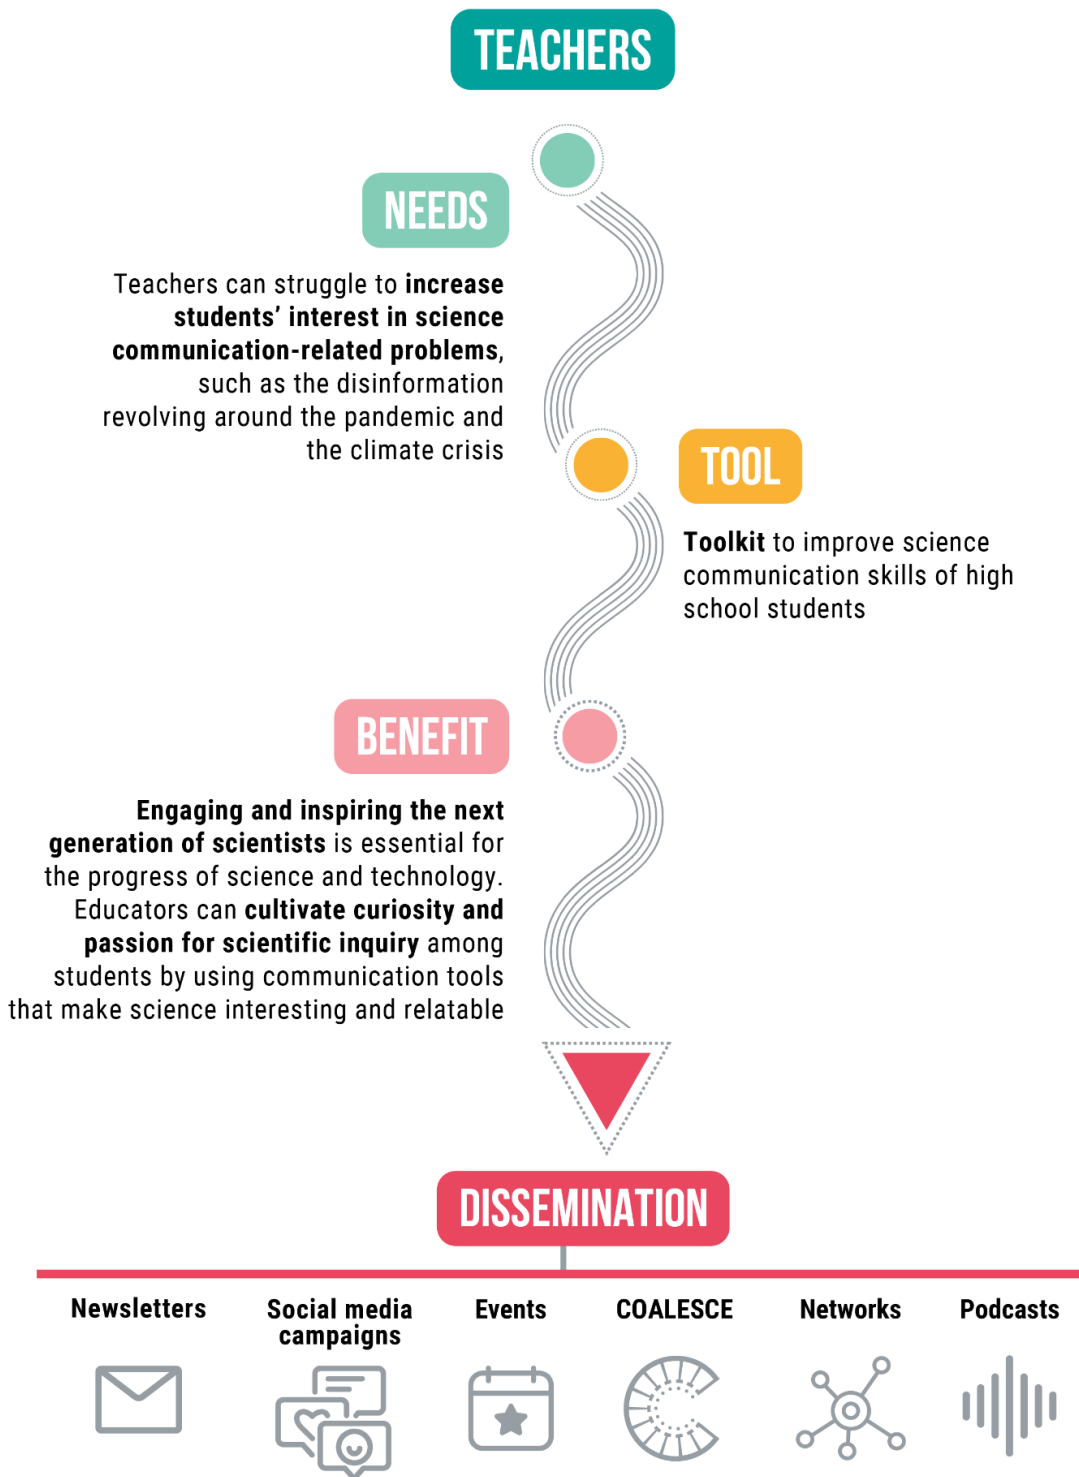 TEACHERS
NEEDS
Teachers can struggle to increase
students’ interest in science
communication-related problems,
such as the disinformation
revolving around the pandemic and
the climate crisis
TOOL
Toolkit to improve science
communication skills of high
school students
BENEFIT
Engaging and inspiring the next
generation of scientists is essential for
the progress of science and technology.
Educators can cultivate curiosity and
passion for scientific inquiry among
students by using communication tools
that make science interesting and relatable
DISSEMINATION
Newsletters
Social media
campaigns
Events
COALESCE
Networks
Podcasts